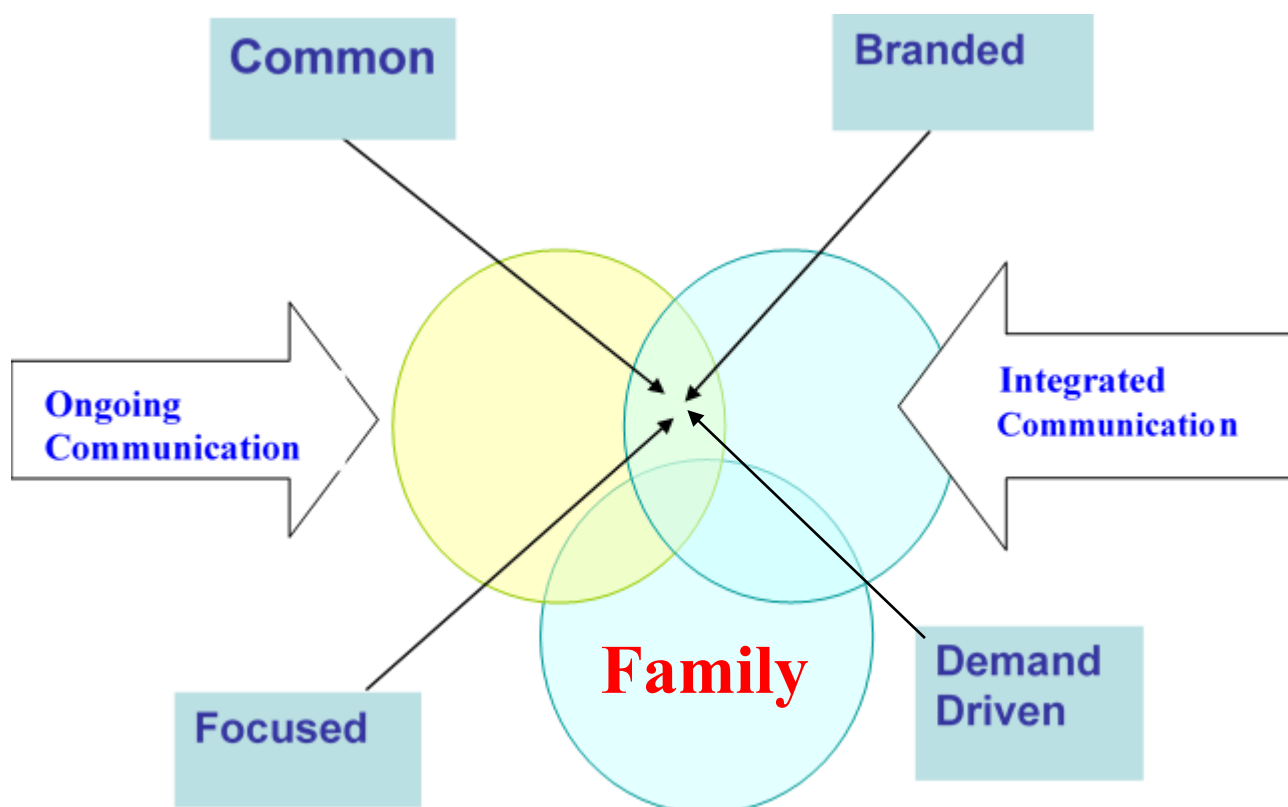 Common
Branded
Ongoing
Communication
Integrated
Communication
Family
Focused
Demand
Driven